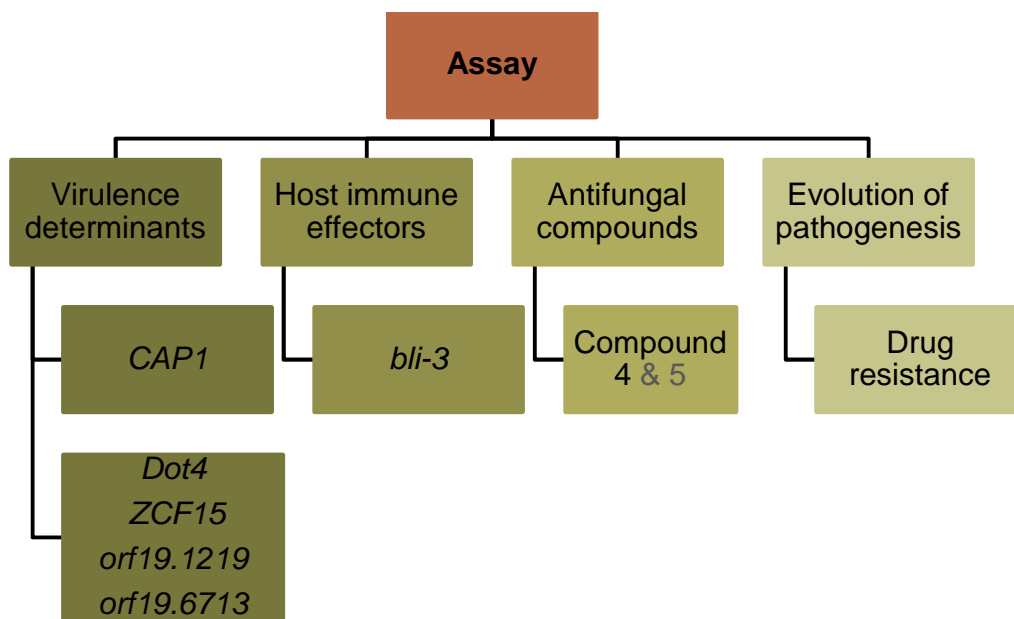 Assay
Virulence
determinants
Host immune
effectors
Antifungal
compounds
Evolution of
pathogenesis
CAP1
bli-3
Compound
4 & 5
Drug
resistance
Dot4
ZCF15
orf19.1219
orf19.6713